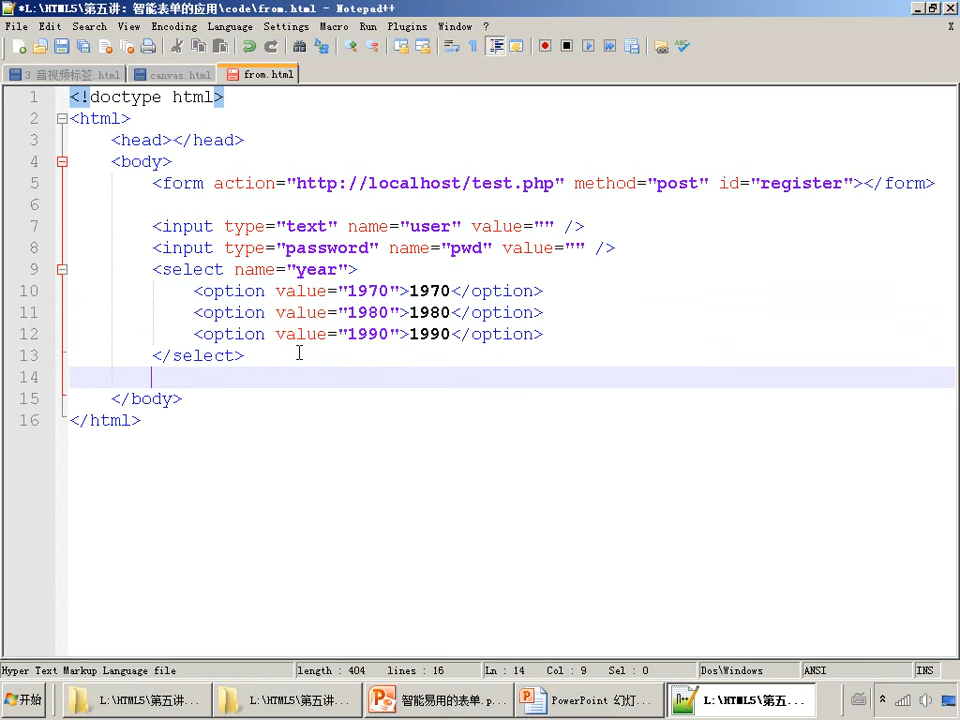 *L:\HTML5\第五讲：智能表单的应用\code\from.html - Notepad++
File Edit Search View Encoding Language Settings Macro Run Plugins Window ?
X
3 音视频标签.html canvas.html from.html
1 <!doctype html>
2 <html>
3 <head></head>
4 <body>
5 <form action="http://localhost/test.php" method="post" id="register"></form>
6
7 <input type="text" name="user" value="" />
8 <input type="password" name="pwd" value="" />
9 <select name="year">
10 <option value="1970">1970</option>
11 <option value="1980">1980</option>
12 <option value="1990">1990</option>
13 </select>
14
15 </body>
16 </html>
Hyper Text Markup Language file length : 404 lines : 16 Ln : 14 Col : 9 Sel : 0 Dos\Windows ANSI INS
开始 L:\HTML5\第五讲... L:\HTML5\第五讲... 智能易用的表单.p... PowerPoint 幻灯... L:\HTML5\第五...